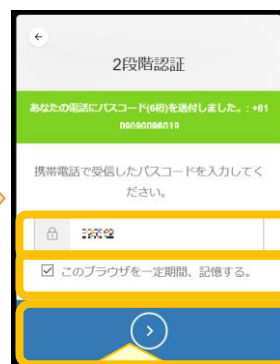 2段階認証
あなたの電話にパスコード(6桁)を送付しました。: +81
携帯電話で受信したパスコードを入力してく
ださい。
このブラウザを一定期間、記憶する。